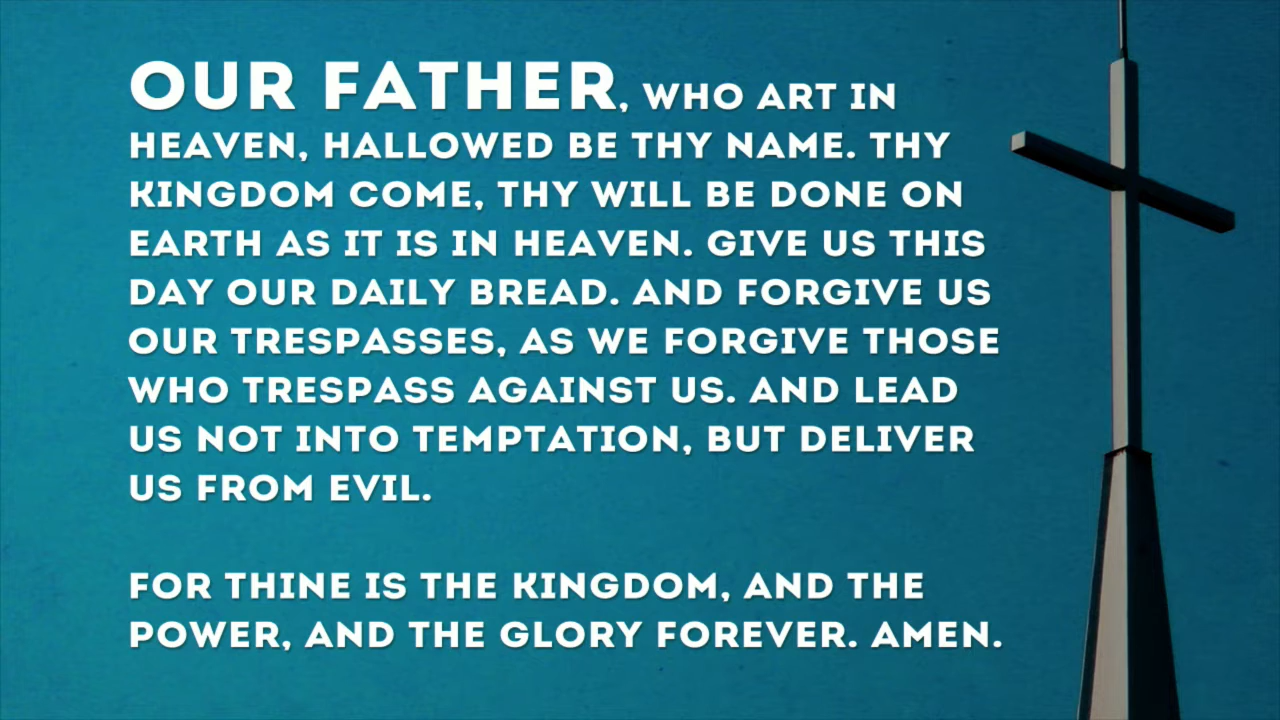 OUR FATHER, WHO ART IN
HEAVEN, HALLOWED BE THY NAME. THY
KINGDOM COME, THY WILL BE DONE ON
EARTH AS IT IS IN HEAVEN. GIVE US THIS
DAY OUR DAILY BREAD. AND FORGIVE US
OUR TRESPASSES, AS WE FORGIVE THOSE
WHO TRESPASS AGAINST US. AND LEAD
US NOT INTO TEMPTATION, BUT DELIVER
US FROM EVIL.
FOR THINE IS THE KINGDOM, AND THE
POWER, AND THE GLORY FOREVER. AMEN.